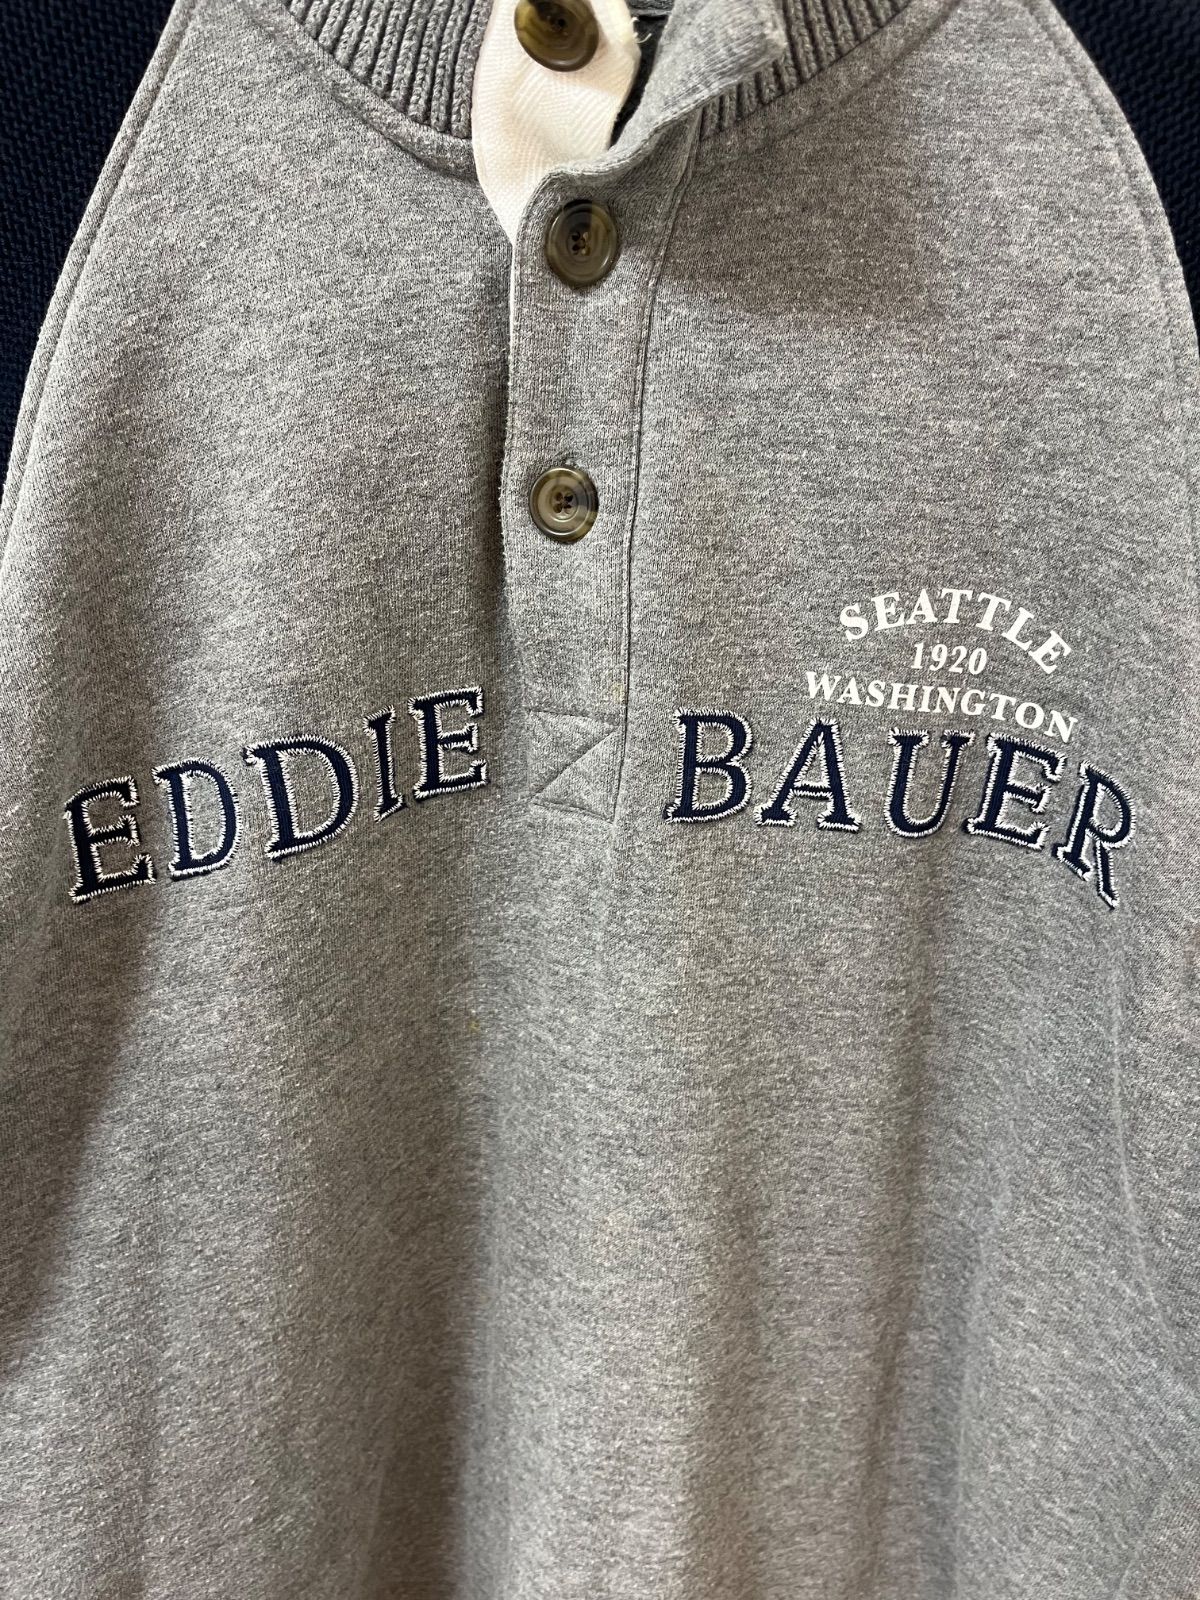 SEATTLE
1920
WASHINGTON
EDDIE BAUER